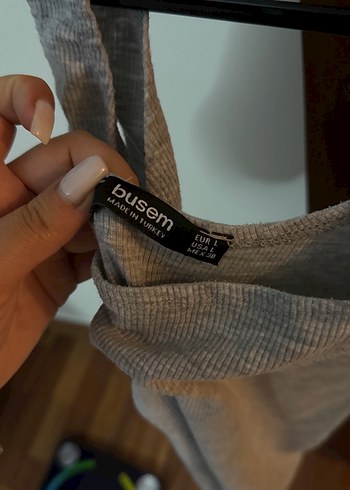 busem
MADE IN TURKEY
EUR L
USA L
MEX 38